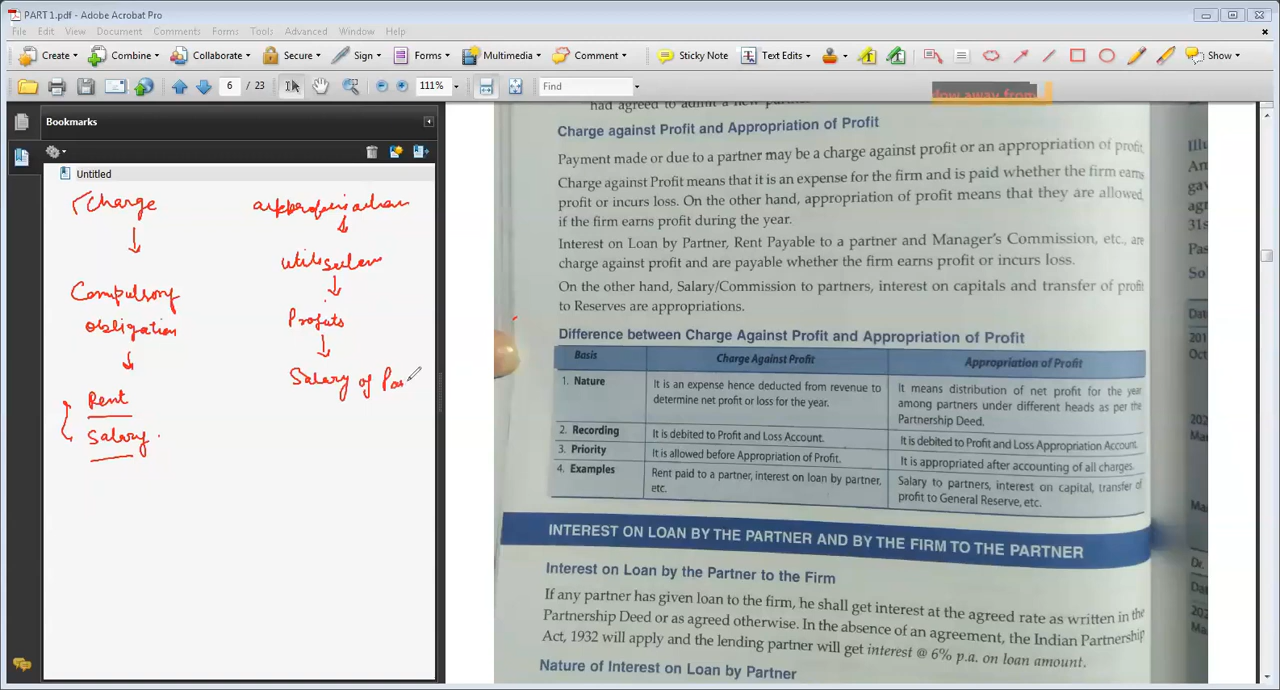 PART 1.pdf - Adobe Acrobat Pro
File Edit View Document Comments Forms Tools Advanced Window Help
Create Combine Collaborate Secure Sign Forms Multimedia Comment Sticky Note Text Edits Show
6 / 23 111% Find
Bookmarks
Untitled
Charge
Compulsory
obligation
Rent
Salary
appropriation
utilisation
Profits
Salary of Par
had agreed to admit a new
Charge against Profit and Appropriation of Profit
Payment made or due to a partner may be a charge against profit or an appropriation of profit.
Charge against Profit means that it is an expense for the firm and is paid whether the firm earns
profit or incurs loss. On the other hand, appropriation of profit means that they are allowed,
if the firm earns profit during the year.
Interest on Loan by Partner, Rent Payable to a partner and Manager's Commission, etc., are
charge against profit and are payable whether the firm earns profit or incurs loss.
On the other hand, Salary/Commission to partners, interest on capitals and transfer of profit
to Reserves are appropriations.
Difference between Charge Against Profit and Appropriation of Profit
Basis Charge Against Profit Appropriation of Profit
1. Nature It is an expense hence deducted from revenue to It means distribution of net profit for the year
determine net profit or loss for the year. among partners under different heads as per the
Partnership Deed.
2. Recording It is debited to Profit and Loss Account. It is debited to Profit and Loss Appropriation Account.
3. Priority It is allowed before Appropriation of Profit. It is appropriated after accounting of all charges.
4. Examples Rent paid to a partner, interest on loan by partner, Salary to partners, interest on capital, transfer of
etc. profit to General Reserve, etc.
INTEREST ON LOAN BY THE PARTNER AND BY THE FIRM TO THE PARTNER
Interest on Loan by the Partner to the Firm
If any partner has given loan to the firm, he shall get interest at the agreed rate as written in the
Partnership Deed or as agreed otherwise. In the absence of an agreement, the Indian Partnership
Act, 1932 will apply and the lending partner will get interest @ 6% p.a. on loan amount.
Nature of Interest on Loan by Partner